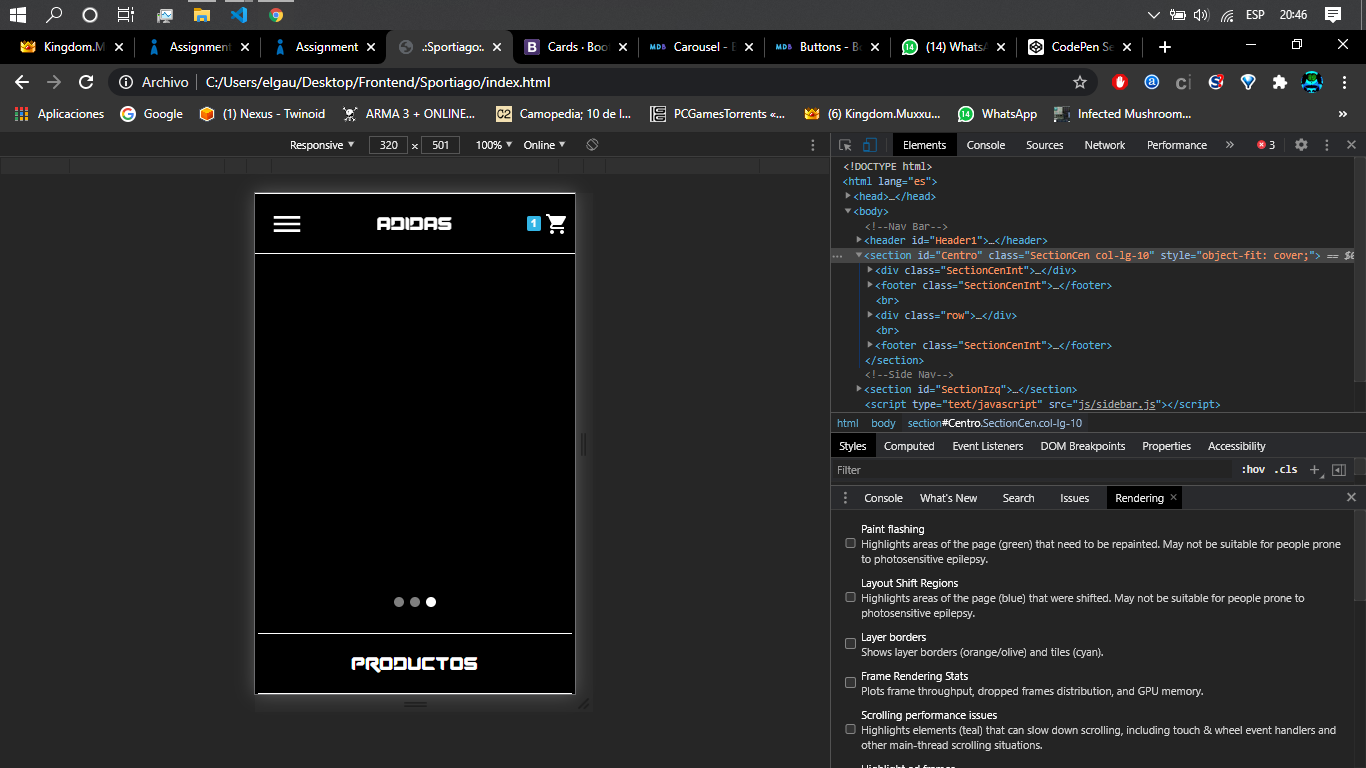 ESP 20:46
Kingdom.M Assignment Assignment .:Sportiago:. Cards · Boo Carousel - B Buttons - Bo (14) WhatsA CodePen Se
Archivo C:/Users/elgau/Desktop/Frontend/Sportiago/index.html
Aplicaciones Google (1) Nexus - Twinoid ARMA 3 + ONLINE... Camopedia; 10 de l... PCGamesTorrents «... (6) Kingdom.Muxxu... WhatsApp Infected Mushroom... »
Responsive 320 × 501 100% Online
Elements Console Sources Network Performance » 3
<!DOCTYPE html>
<html lang="es">
<head>…</head>
<body>
<!--Nav Bar-->
<header id="Header1">…</header>
<section id="Centro" class="SectionCen col-lg-10" style="object-fit: cover;"> == $0
<div class="SectionCenInt">…</div>
<footer class="SectionCenInt">…</footer>
<br>
<div class="row">…</div>
<br>
<footer class="SectionCenInt">…</footer>
</section>
<!--Side Nav-->
<section id="SectionIzq">…</section>
<script type="text/javascript" src="js/sidebar.js"></script>
html body section#Centro.SectionCen.col-lg-10
Styles Computed Event Listeners DOM Breakpoints Properties Accessibility
Filter :hov .cls +
Console What's New Search Issues Rendering ×
Paint flashing
Highlights areas of the page (green) that need to be repainted. May not be suitable for people prone
to photosensitive epilepsy.
Layout Shift Regions
Highlights areas of the page (blue) that were shifted. May not be suitable for people prone to
photosensitive epilepsy.
Layer borders
Shows layer borders (orange/olive) and tiles (cyan).
Frame Rendering Stats
Plots frame throughput, dropped frames distribution, and GPU memory.
Scrolling performance issues
Highlights elements (teal) that can slow down scrolling, including touch & wheel event handlers and
other main-thread scrolling situations.
ADIDAS 1
PRODUCTOS